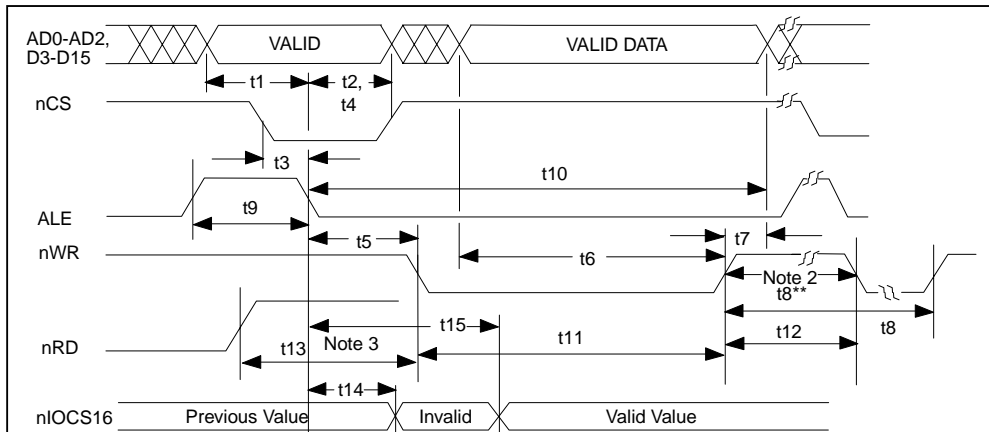 AD0-AD2,
D3-D15
VALID
VALID DATA
t1
t2,
t4
nCS
t3
t10
ALE
t9
t5
t7
nWR
t6
Note 2
t8**
t8
t15
nRD
t13
Note 3
t11
t12
t14
nIOCS16
Previous Value
Invalid
Valid Value